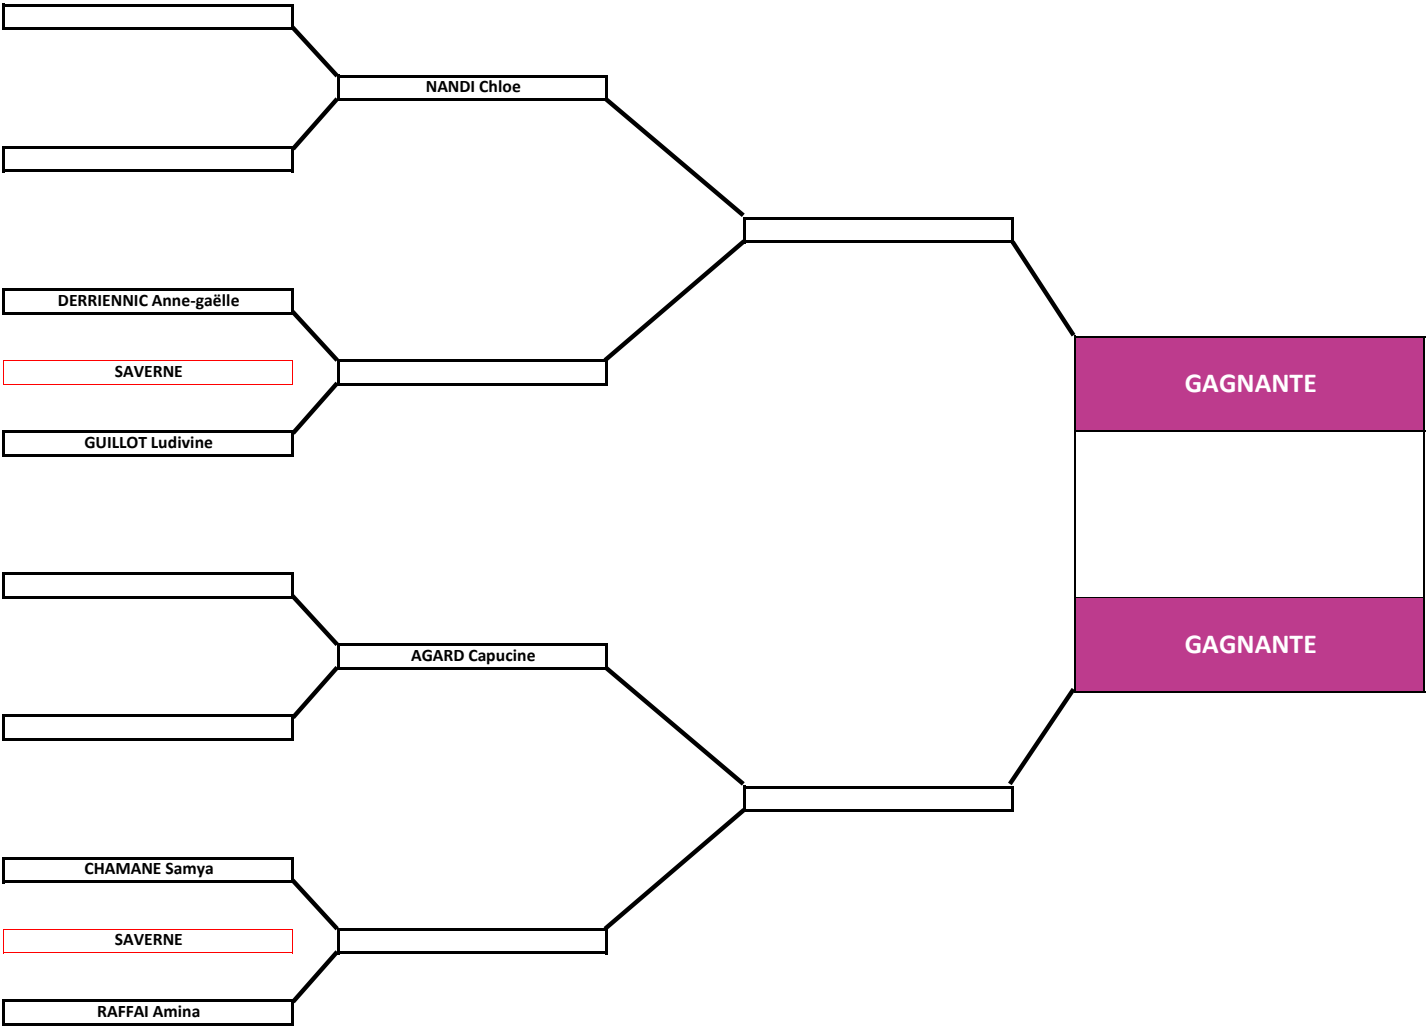 NANDI Chloe
DERRIENNIC Anne-gaëlle
SAVERNE
GUILLOT Ludivine
GAGNANTE
GAGNANTE
AGARD Capucine
CHAMANE Samya
SAVERNE
RAFFAI Amina